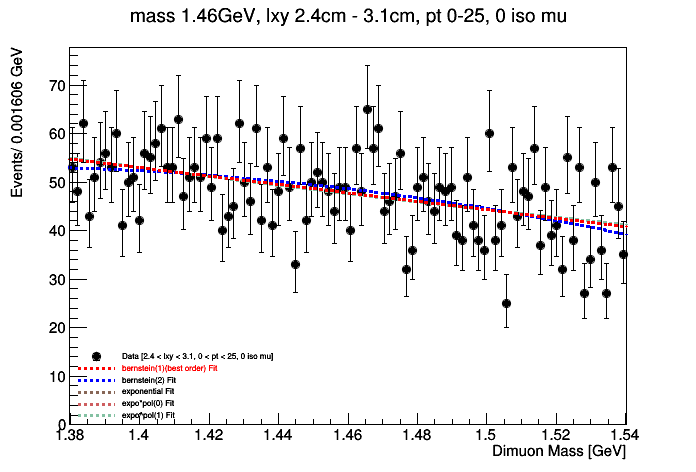 mass 1.46GeV, lxy 2.4cm - 3.1cm, pt 0-25, 0 iso mu
Events/ 0.001606 GeV
70
60
50
40
30
20
10
0
Data [2.4 < lxy < 3.1, 0 < pt < 25, 0 iso mu]
bernstein(1)(best order) Fit
bernstein(2) Fit
exponential Fit
expo*pol(0) Fit
expo*pol(1) Fit
1.38 1.4 1.42 1.44 1.46 1.48 1.5 1.52 1.54
Dimuon Mass [GeV]